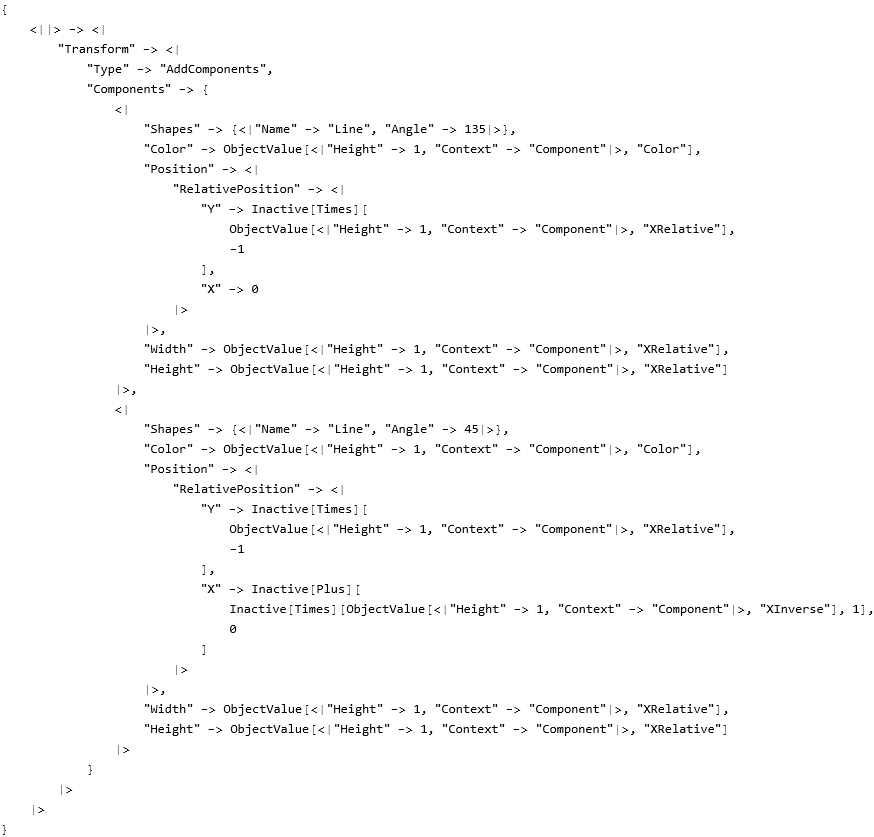 {
    <||> -> <|
        "Transform" -> <|
            "Type" -> "AddComponents",
            "Components" -> {
                <|
                    "Shapes" -> {<|"Name" -> "Line", "Angle" -> 135|>},
                    "Color" -> ObjectValue[<|"Height" -> 1, "Context" -> "Component"|>, "Color"],
                    "Position" -> <|
                        "RelativePosition" -> <|
                            "Y" -> Inactive[Times][
                                ObjectValue[<|"Height" -> 1, "Context" -> "Component"|>, "XRelative"],
                                -1
                            ],
                            "X" -> 0
                        |>
                    |>,
                    "Width" -> ObjectValue[<|"Height" -> 1, "Context" -> "Component"|>, "XRelative"],
                    "Height" -> ObjectValue[<|"Height" -> 1, "Context" -> "Component"|>, "XRelative"]
                |>,
                <|
                    "Shapes" -> {<|"Name" -> "Line", "Angle" -> 45|>},
                    "Color" -> ObjectValue[<|"Height" -> 1, "Context" -> "Component"|>, "Color"],
                    "Position" -> <|
                        "RelativePosition" -> <|
                            "Y" -> Inactive[Times][
                                ObjectValue[<|"Height" -> 1, "Context" -> "Component"|>, "XRelative"],
                                -1
                            ],
                            "X" -> Inactive[Plus][
                                Inactive[Times][ObjectValue[<|"Height" -> 1, "Context" -> "Component"|>, "XInverse"], 1],
                                0
                            ]
                        |>
                    |>,
                    "Width" -> ObjectValue[<|"Height" -> 1, "Context" -> "Component"|>, "XRelative"],
                    "Height" -> ObjectValue[<|"Height" -> 1, "Context" -> "Component"|>, "XRelative"]
                |>
            }
        |>
    |>
}